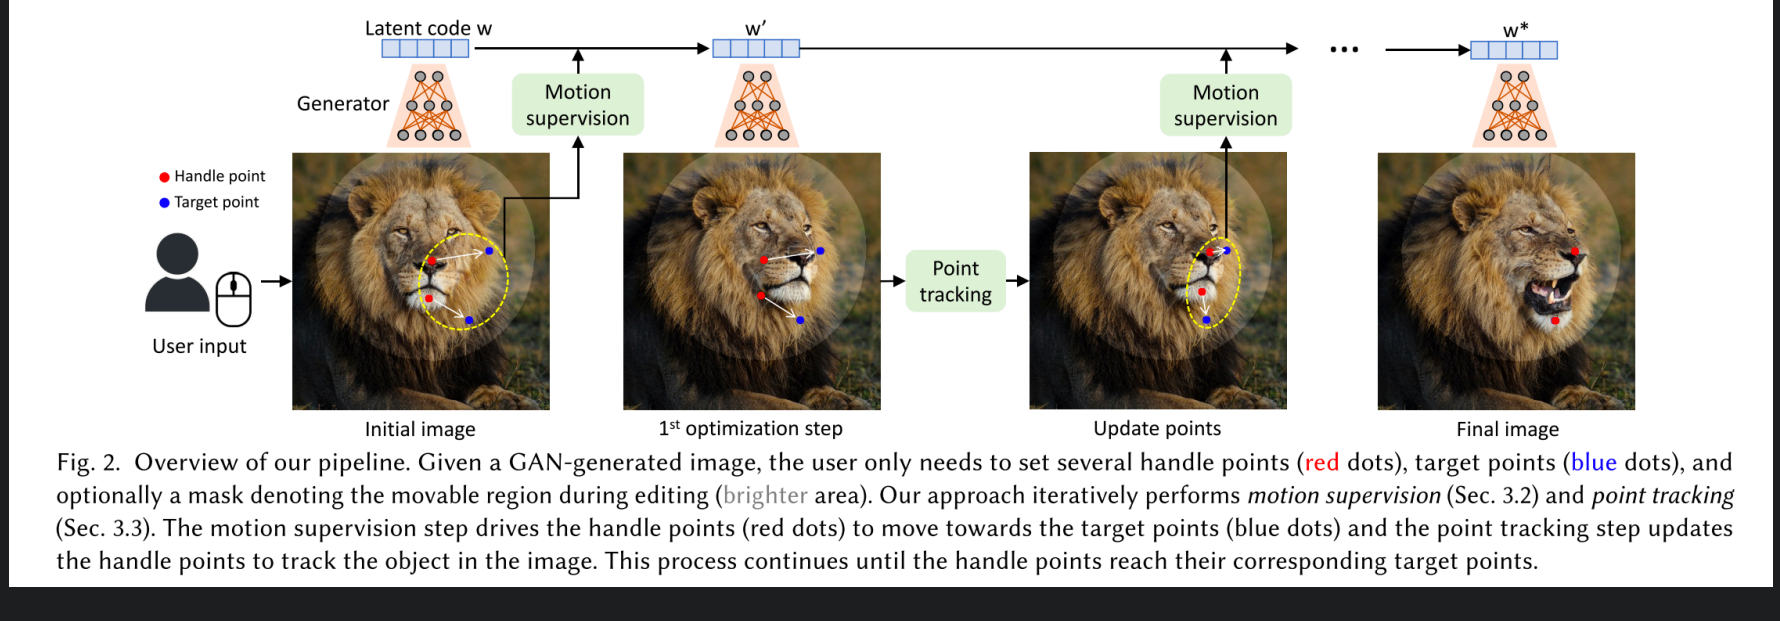 Latent code w
w′
w*
Generator
Motion
supervision
Motion
supervision
Handle point
Target point
Point
tracking
User input
Initial image
1st optimization step
Update points
Final image
Fig. 2. Overview of our pipeline. Given a GAN-generated image, the user only needs to set several handle points (red dots), target points (blue dots), and
optionally a mask denoting the movable region during editing (brighter area). Our approach iteratively performs motion supervision (Sec. 3.2) and point tracking
(Sec. 3.3). The motion supervision step drives the handle points (red dots) to move towards the target points (blue dots) and the point tracking step updates
the handle points to track the object in the image. This process continues until the handle points reach their corresponding target points.